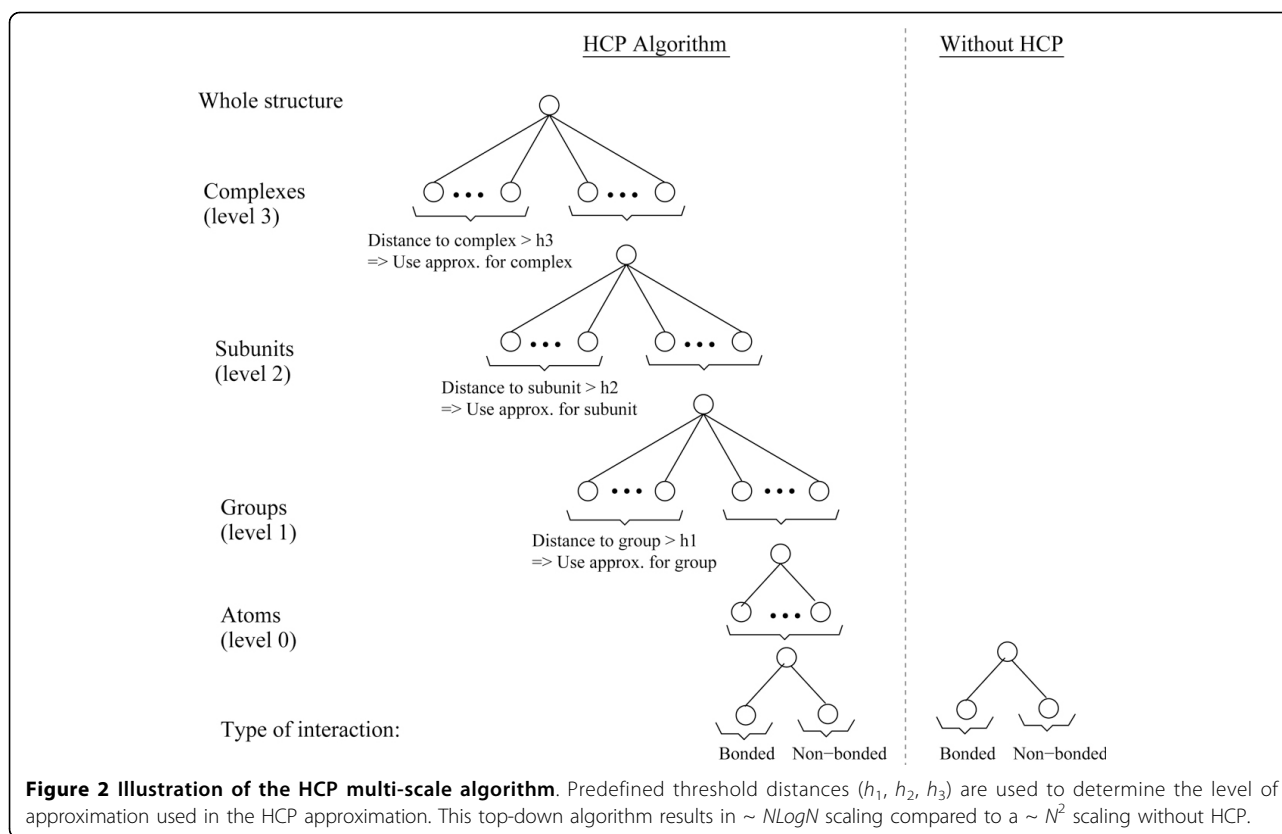 HCP Algorithm
Without HCP
Whole structure
Complexes
(level 3)
Distance to complex > h3
=> Use approx. for complex
Subunits
(level 2)
Distance to subunit > h2
=> Use approx. for subunit
Groups
(level 1)
Distance to group > h1
=> Use approx. for group
Atoms
(level 0)
Type of interaction:
Bonded Non−bonded
Bonded Non−bonded
Figure 2 Illustration of the HCP multi-scale algorithm. Predefined threshold distances (h1, h2, h3) are used to determine the level of
approximation used in the HCP approximation. This top-down algorithm results in ~ NLogN scaling compared to a ~ N² scaling without HCP.